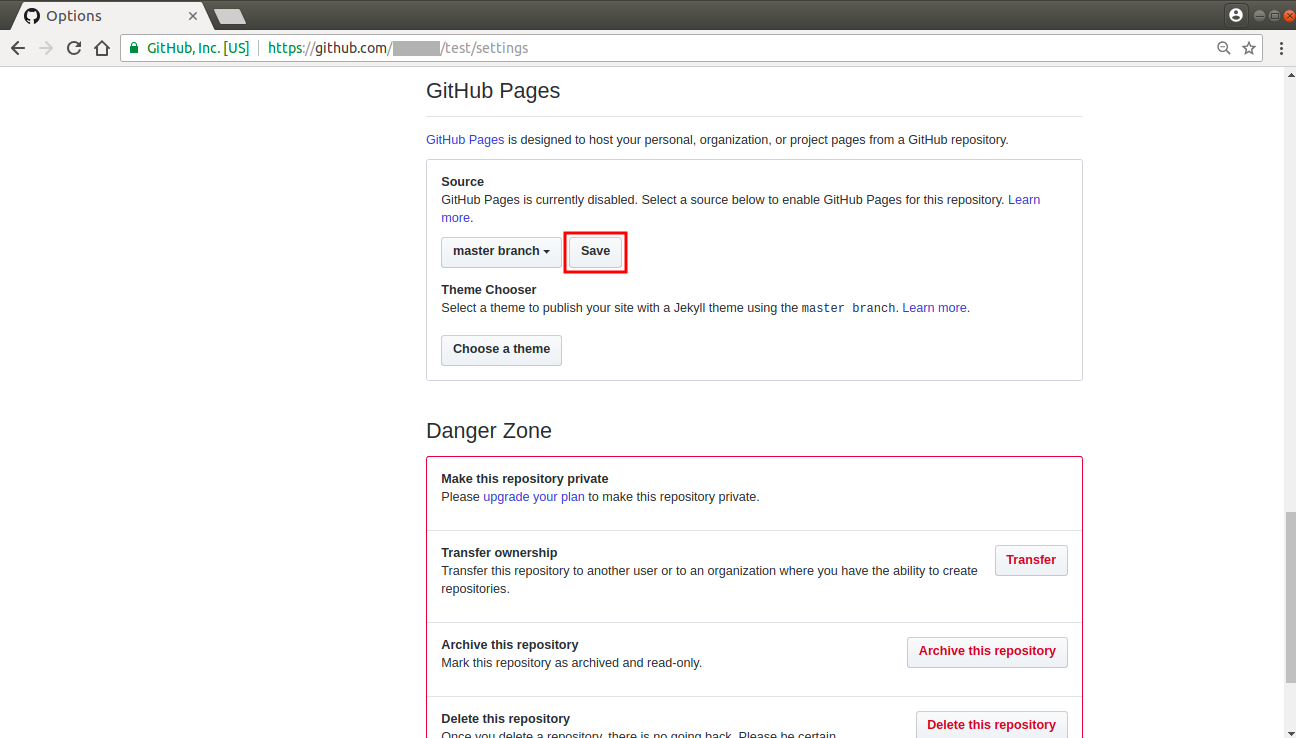 Options
GitHub, Inc. [US] https://github.com/ /test/settings
GitHub Pages
GitHub Pages is designed to host your personal, organization, or project pages from a GitHub repository.
Source
GitHub Pages is currently disabled. Select a source below to enable GitHub Pages for this repository. Learn
more.
master branch Save
Theme Chooser
Select a theme to publish your site with a Jekyll theme using the master branch. Learn more.
Choose a theme
Danger Zone
Make this repository private
Please upgrade your plan to make this repository private.
Transfer ownership
Transfer this repository to another user or to an organization where you have the ability to create
repositories.
Transfer
Archive this repository
Mark this repository as archived and read-only.
Archive this repository
Delete this repository
Once you delete a repository, there is no going back. Please be certain
Delete this repository